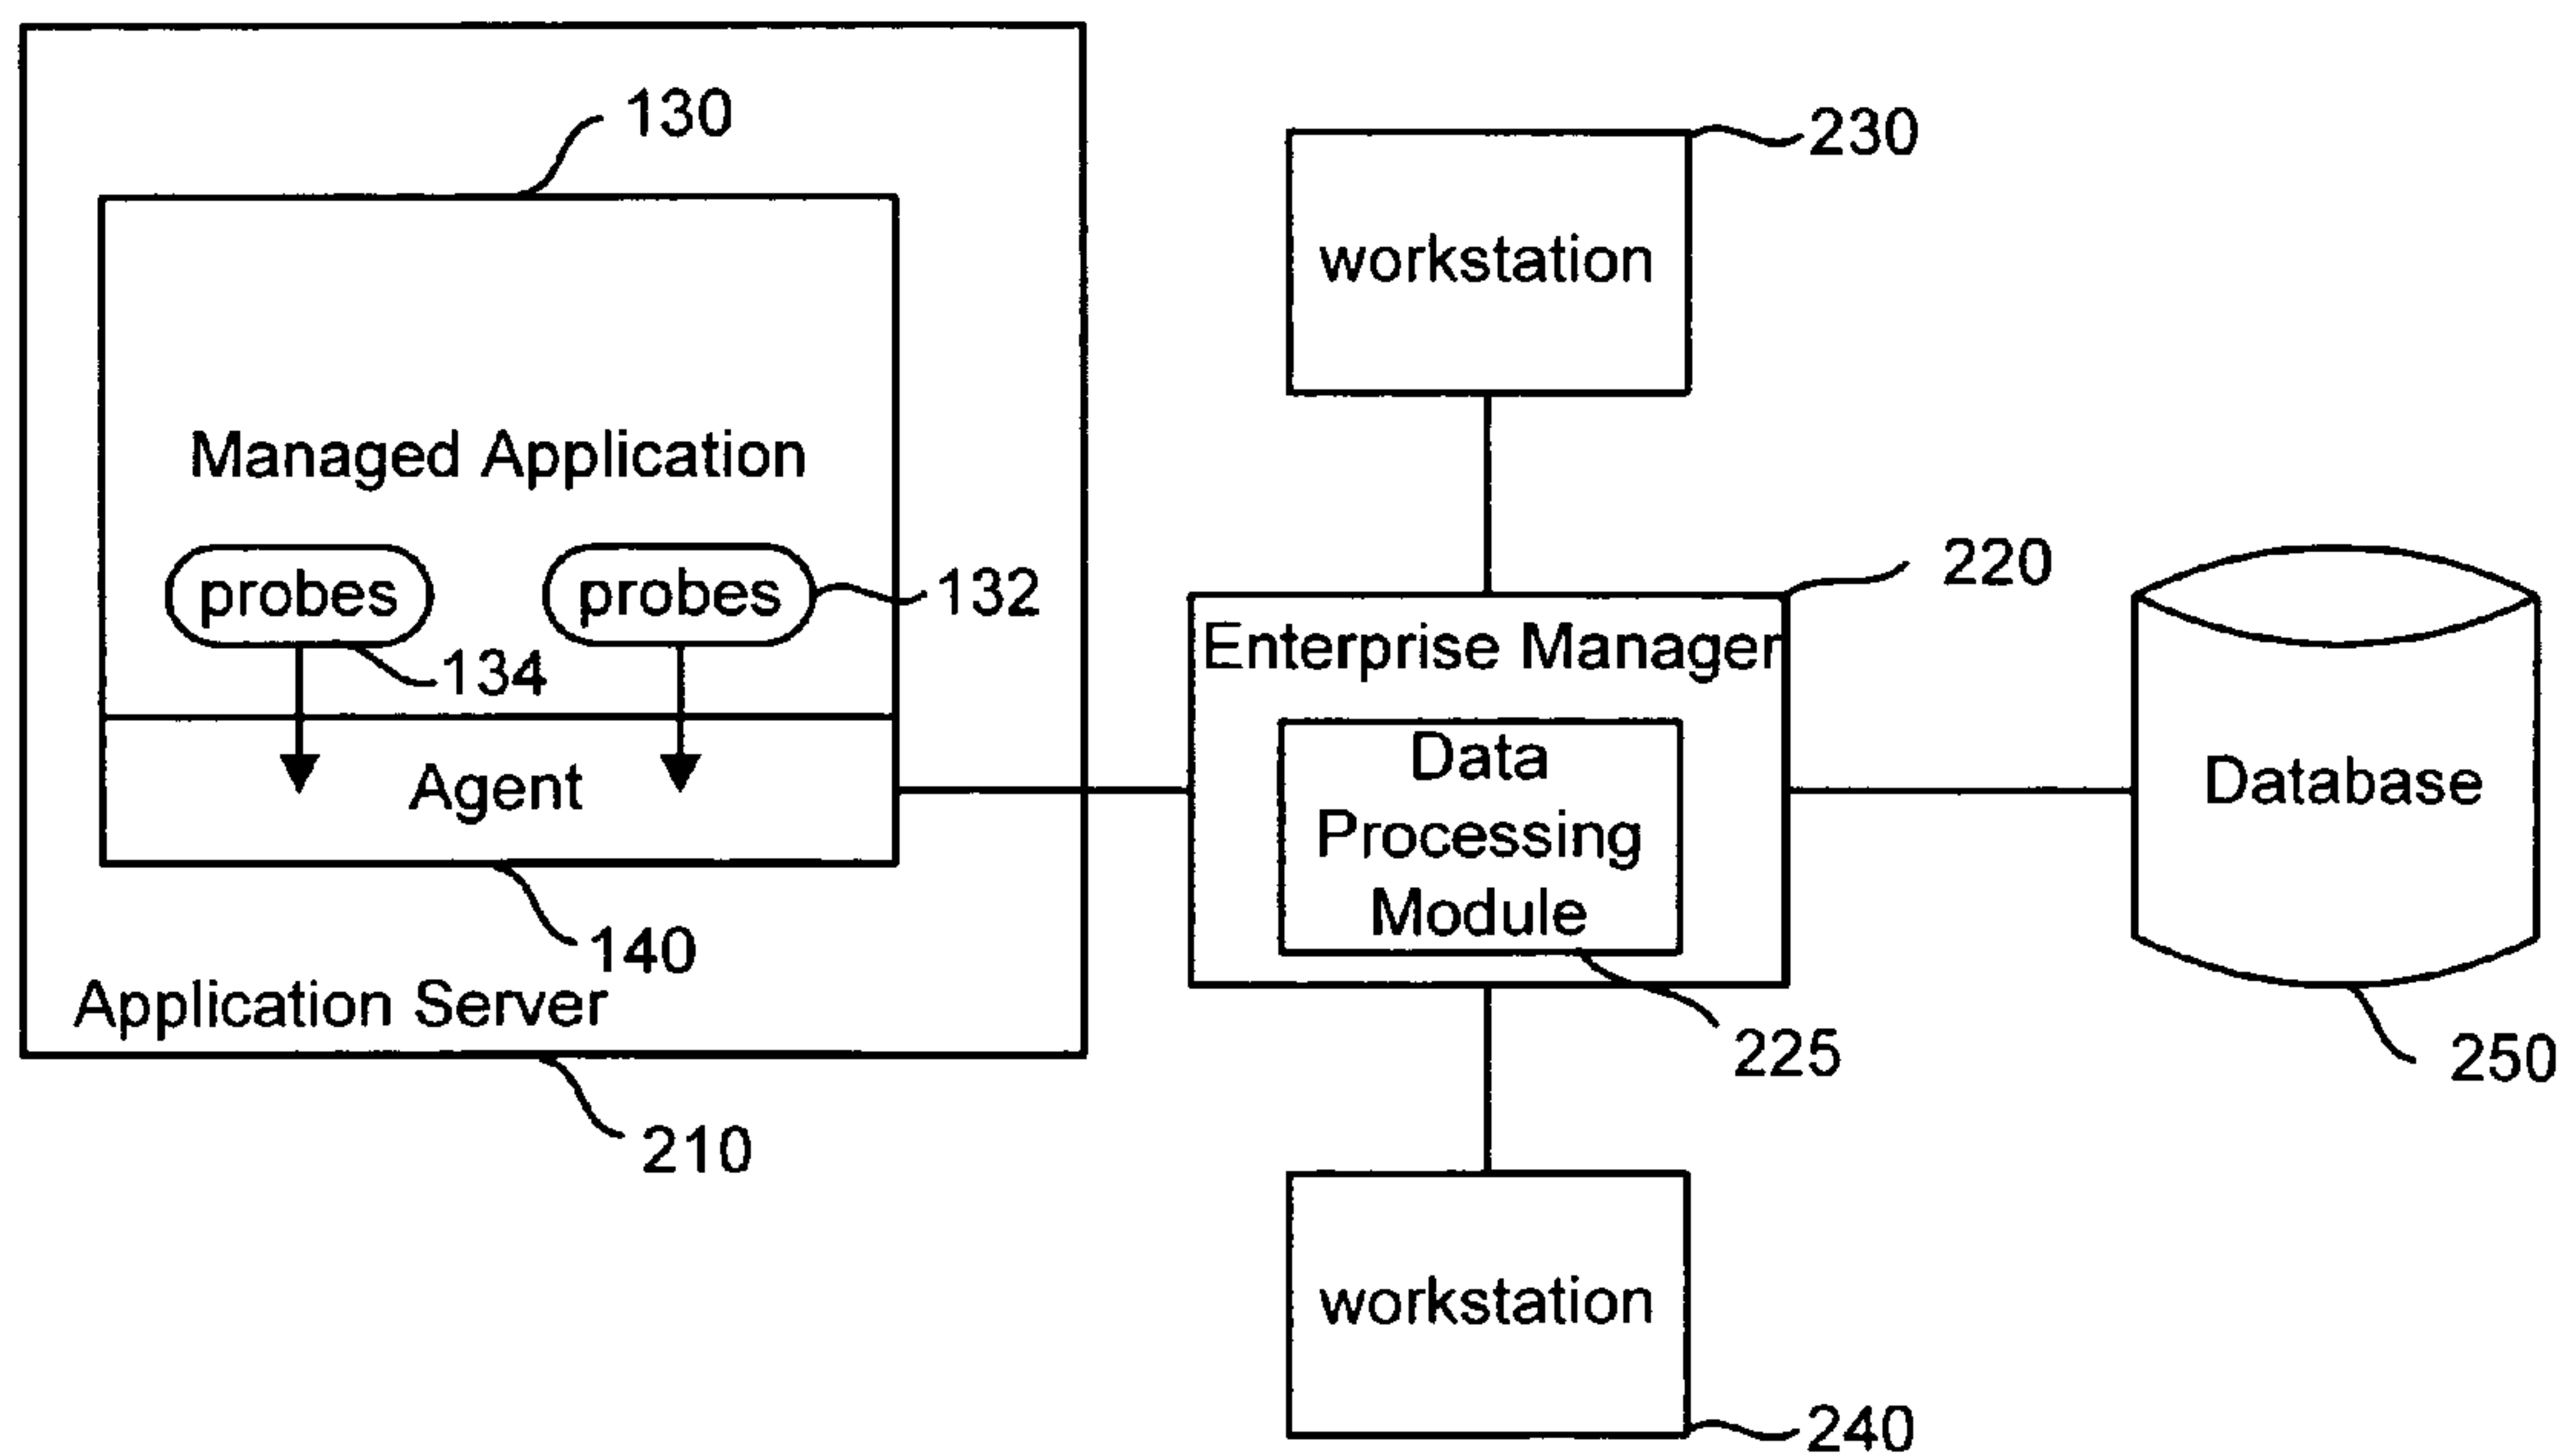 130
Managed Application
probes
probes
132
134
Agent
140
Application Server
210
230
workstation
220
Enterprise Manager
Data
Processing
Module
225
Database
250
workstation
240